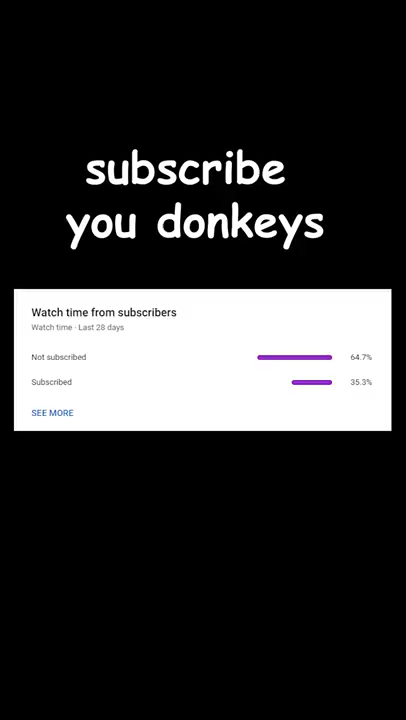 subscribe
you donkeys
Watch time from subscribers
Watch time · Last 28 days
Not subscribed 64.7%
Subscribed 35.3%
SEE MORE